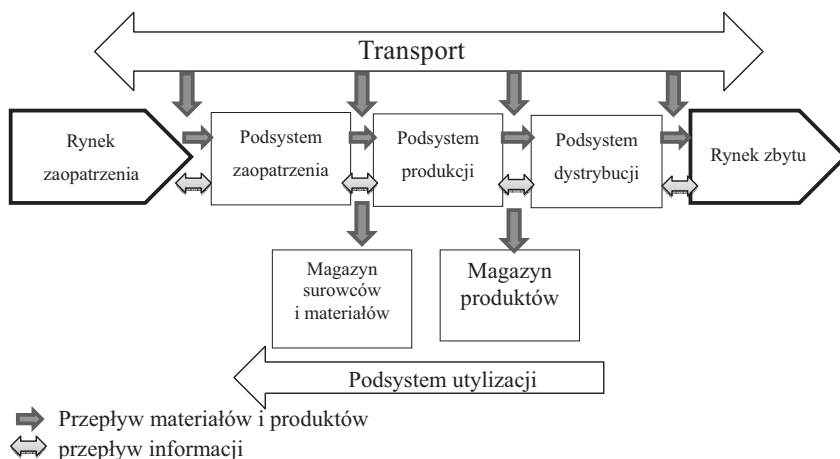 Transport
Rynek
zaopatrzenia
Podsystem
zaopatrzenia
Podsystem
produkcji
Podsystem
dystrybucji
Rynek zbytu
Magazyn
surowców
i materiałów
Magazyn
produktów
Podsystem utylizacji
Przepływ materiałów i produktów
przepływ informacji